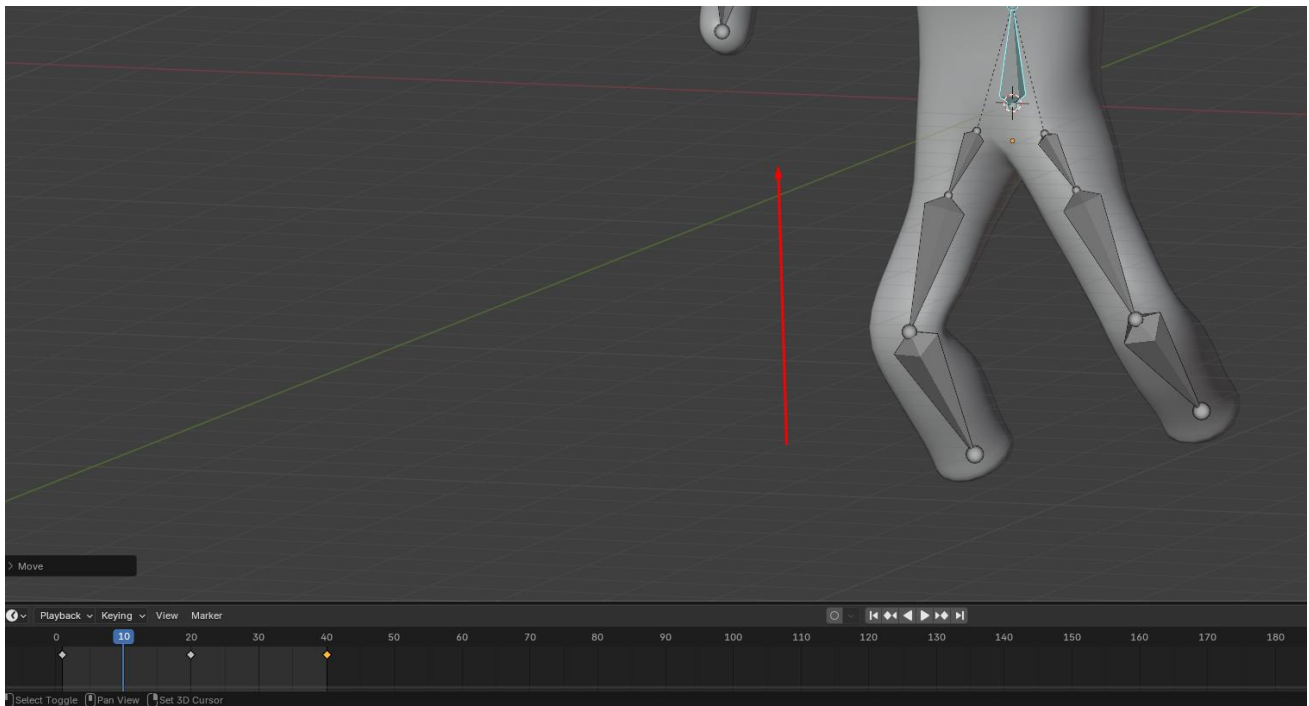 Move
Playback Keying View Marker
0 10 20 30 40 50 60 70 80 90 100 110 120 130 140 150 160 170 180
Select Toggle Pan View Set 3D Cursor